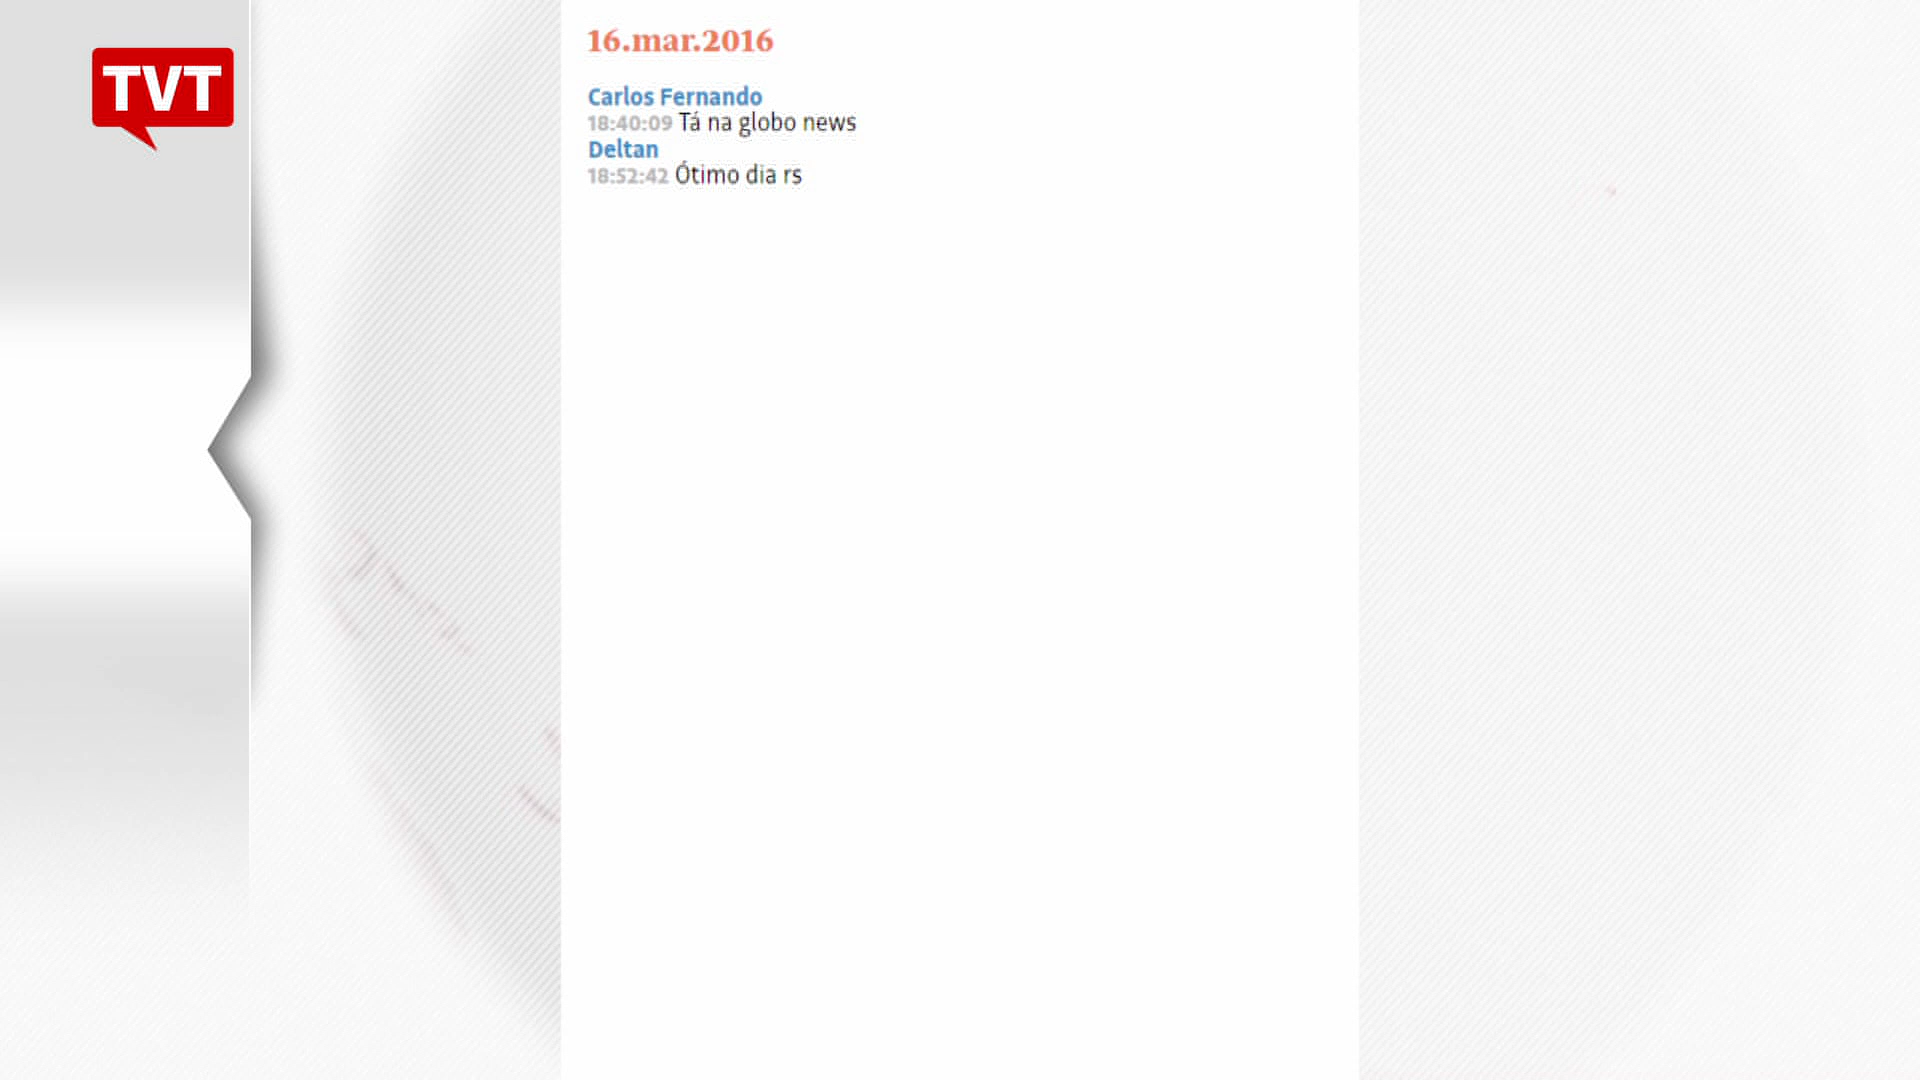 TVT
16.mar.2016
Carlos Fernando
18:40:09 Tá na globo news
Deltan
18:52:42 Ótimo dia rs